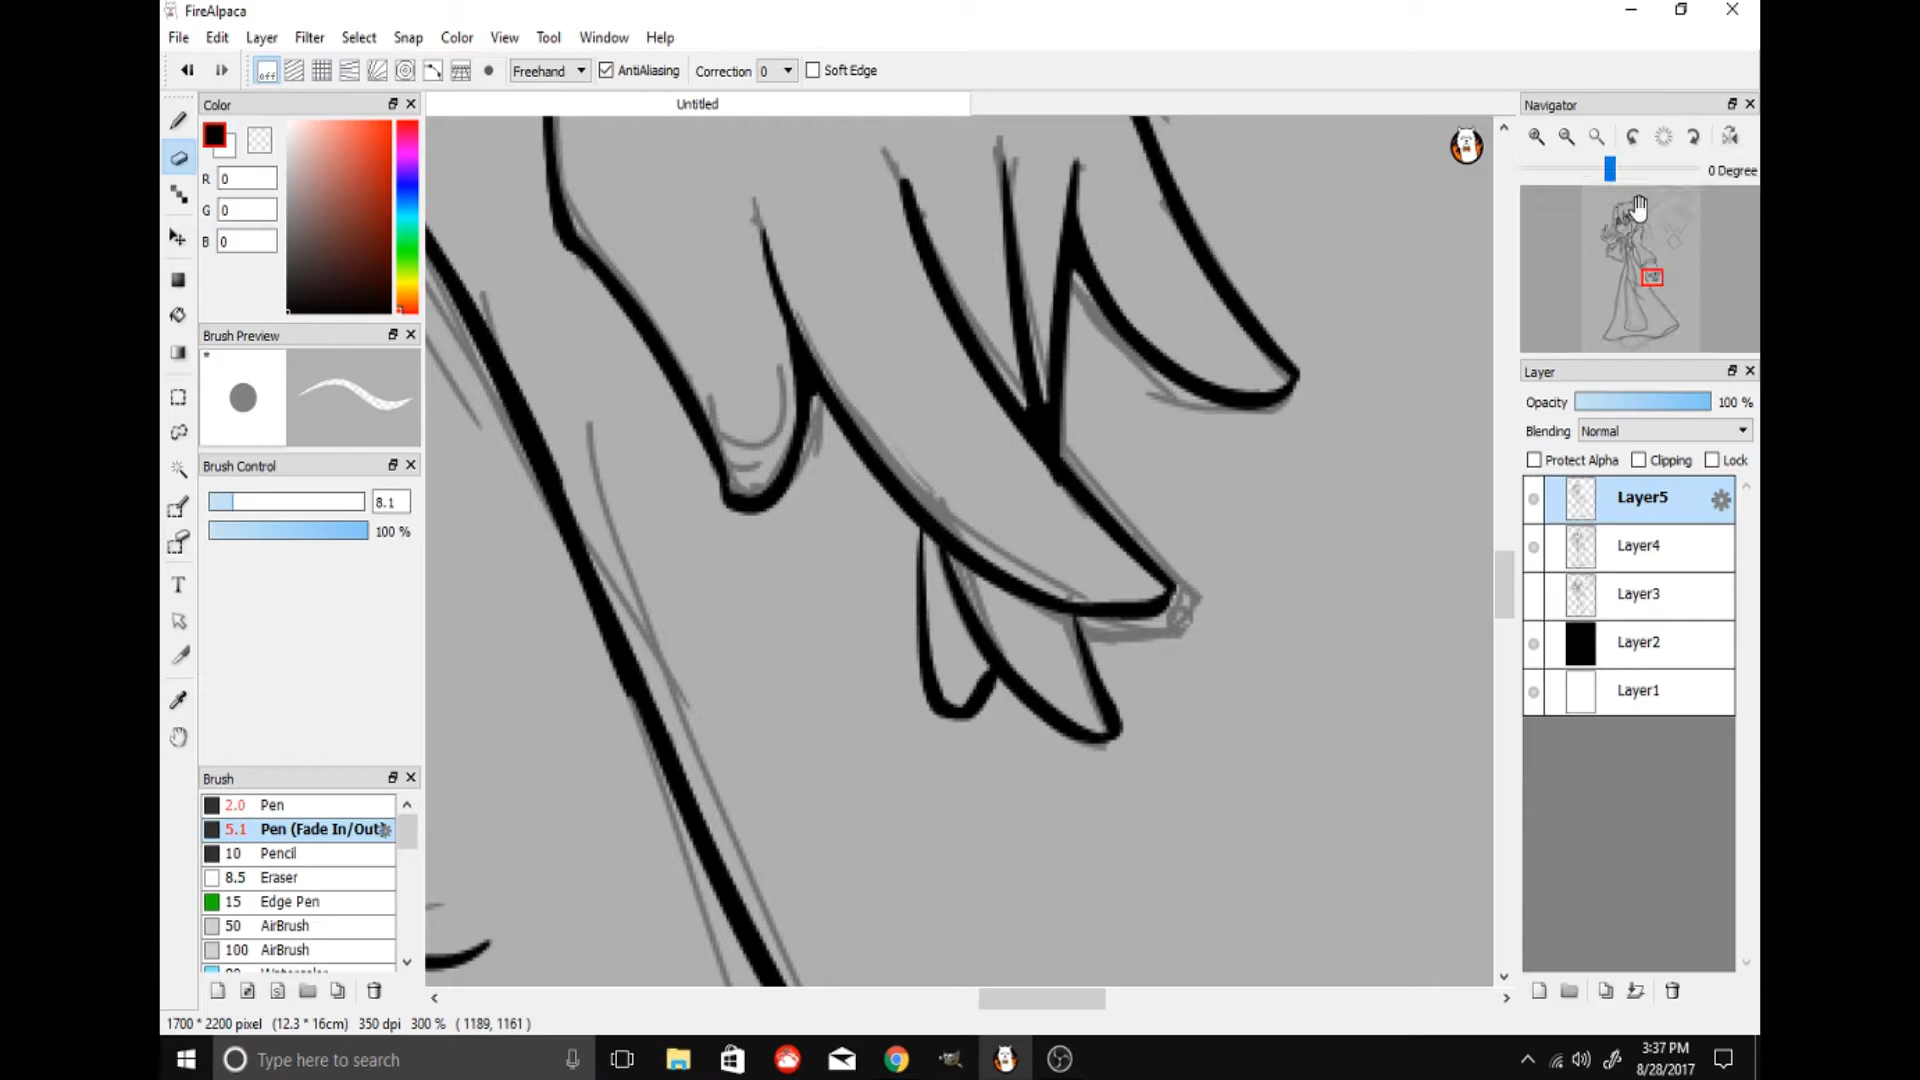 FireAlpaca
File Edit Layer Filter Select Snap Color View Tool Window Help
off Freehand AntiAliasing Correction 0 Soft Edge
Color
R 0
G 0
B 0
Brush Preview
*
Brush Control
8.1
100 %
Brush
2.0 Pen
5.1 Pen (Fade In/Out
10 Pencil
8.5 Eraser
15 Edge Pen
50 AirBrush
100 AirBrush
Untitled
Navigator
0 Degree
Layer
Opacity 100 %
Blending Normal
Protect Alpha Clipping Lock
Layer5
Layer4
Layer3
Layer2
Layer1
1700 * 2200 pixel (12.3 * 16cm) 350 dpi 300 % ( 1189, 1161 )
Type here to search
3:37 PM
8/28/2017